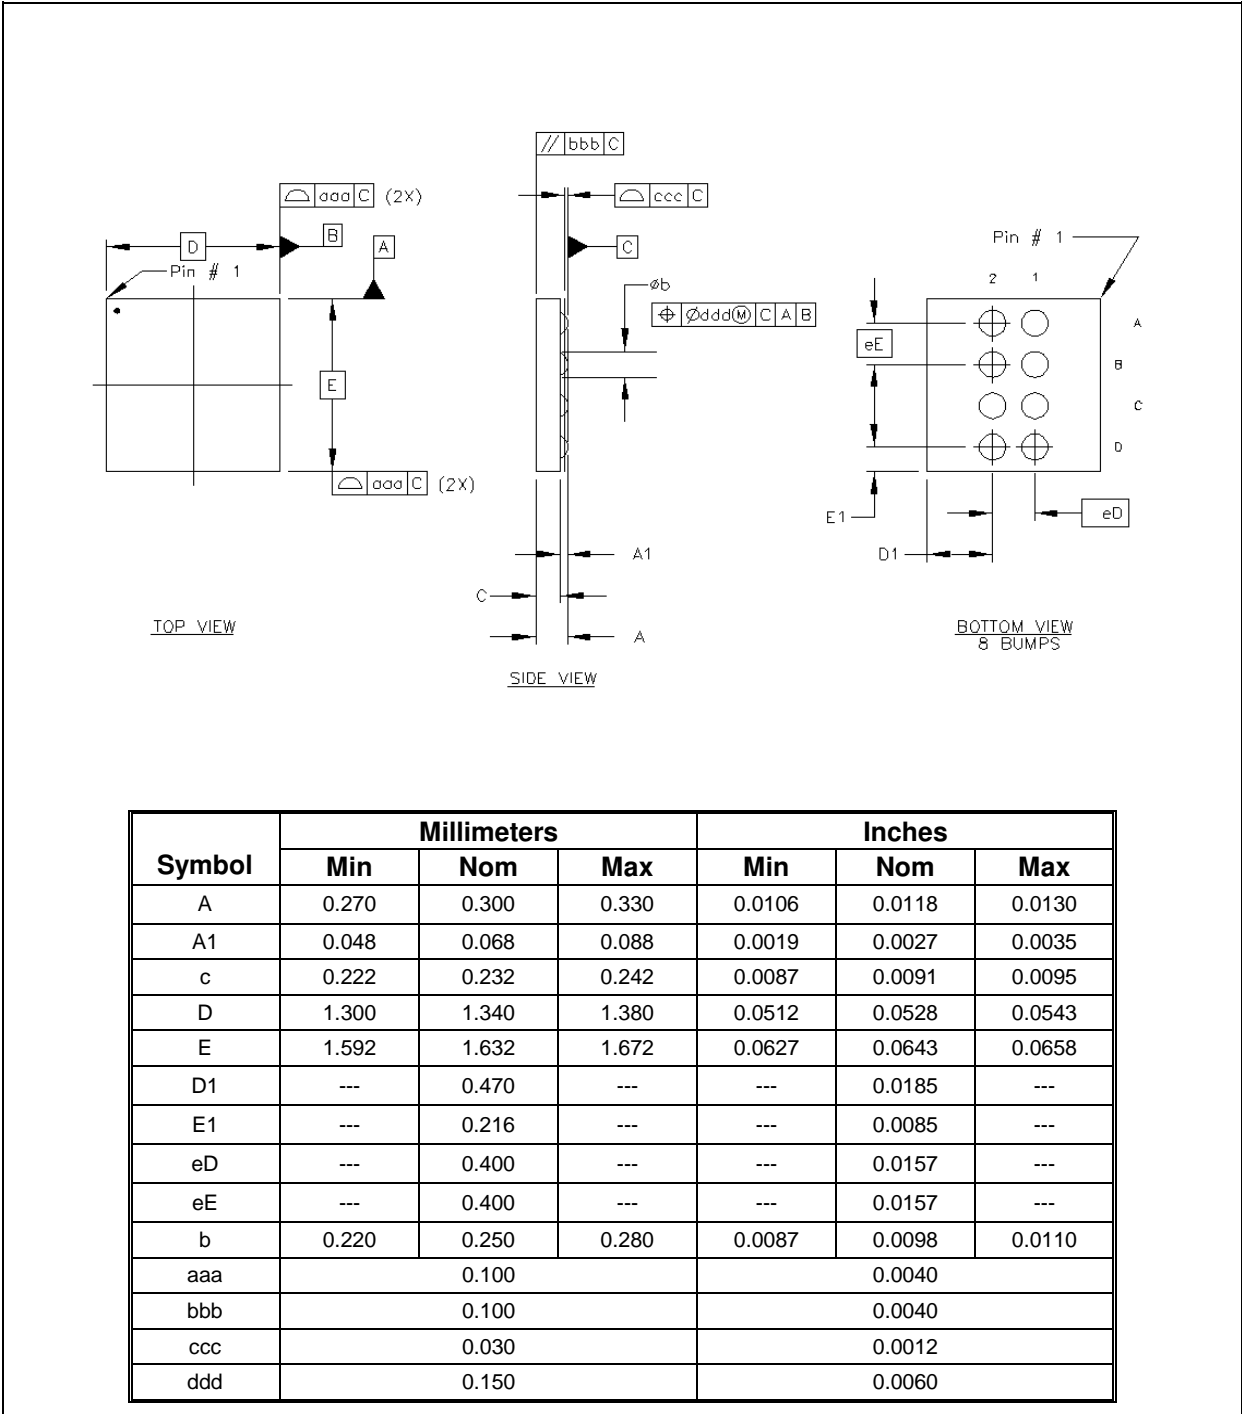 // bbb C
aaa C (2X)
ccc C
D
B
A
C
Pin # 1
Pin # 1
2 1
øb
Øddd Ⓜ C A B
A
eE
B
E
C
D
aaa C (2X)
E1
eD
A1
D1
C
A
TOP VIEW
SIDE VIEW
BOTTOM VIEW
8 BUMPS
Symbol Millimeters Inches
Min Nom Max Min Nom Max
A 0.270 0.300 0.330 0.0106 0.0118 0.0130
A1 0.048 0.068 0.088 0.0019 0.0027 0.0035
c 0.222 0.232 0.242 0.0087 0.0091 0.0095
D 1.300 1.340 1.380 0.0512 0.0528 0.0543
E 1.592 1.632 1.672 0.0627 0.0643 0.0658
D1 --- 0.470 --- --- 0.0185 ---
E1 --- 0.216 --- --- 0.0085 ---
eD --- 0.400 --- --- 0.0157 ---
eE --- 0.400 --- --- 0.0157 ---
b 0.220 0.250 0.280 0.0087 0.0098 0.0110
aaa 0.100 0.0040
bbb 0.100 0.0040
ccc 0.030 0.0012
ddd 0.150 0.0060